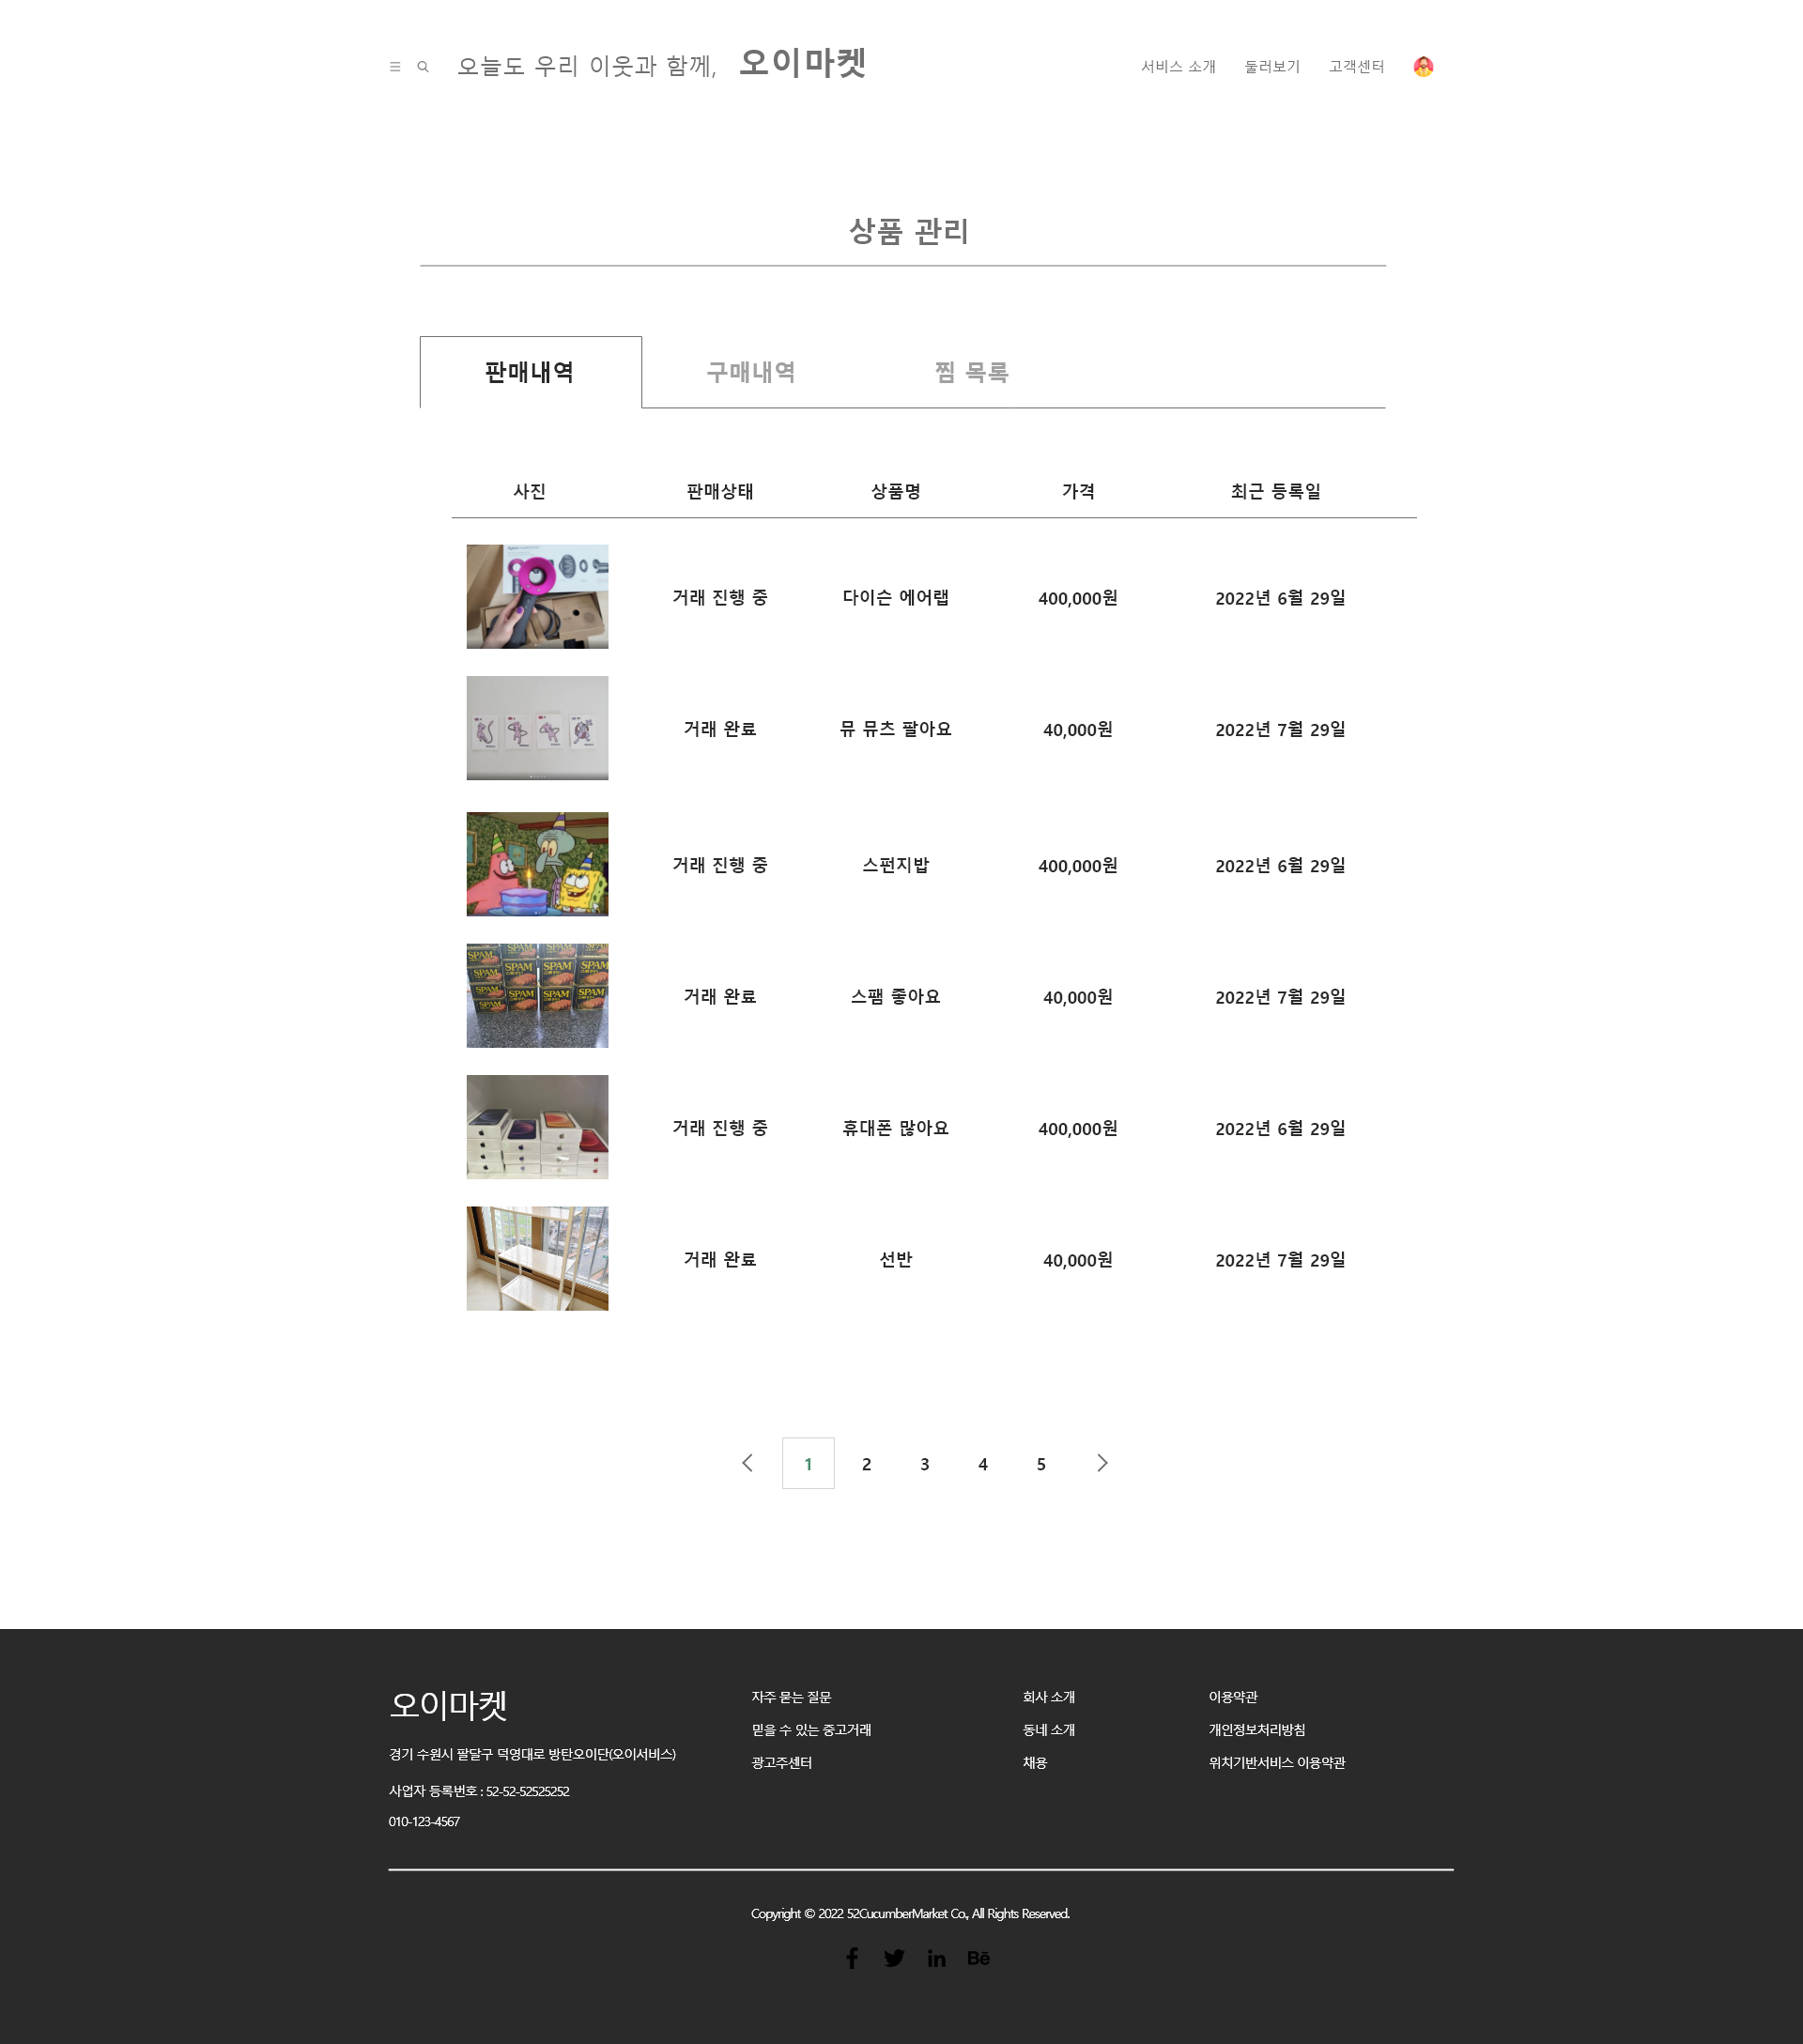 오늘도 우리 이웃과 함께, 오이마켓 서비스 소개 둘러보기 고객센터
상품 관리
판매내역 구매내역 찜 목록
사진 판매상태 상품명 가격 최근 등록일
거래 진행 중 다이슨 에어랩 400,000원 2022년 6월 29일
거래 완료 뮤 뮤츠 팔아요 40,000원 2022년 7월 29일
거래 진행 중 스펀지밥 400,000원 2022년 6월 29일
SPAM SPAM SPAM
SPAM SPAM SPAM SPAM
SPAM SPAM SPAM SPAM
SPAM
거래 완료 스팸 좋아요 40,000원 2022년 7월 29일
거래 진행 중 휴대폰 많아요 400,000원 2022년 6월 29일
거래 완료 선반 40,000원 2022년 7월 29일
1 2 3 4 5
오이마켓
경기 수원시 팔달구 덕영대로 방탄오이단(오이서비스)
사업자 등록번호 : 52-52-52525252
010-123-4567
자주 묻는 질문
믿을 수 있는 중고거래
광고주센터
회사 소개
동네 소개
채용
이용약관
개인정보처리방침
위치기반서비스 이용약관
Copyright © 2022 52CucumberMarket Co., All Rights Reserved.
f in Bē